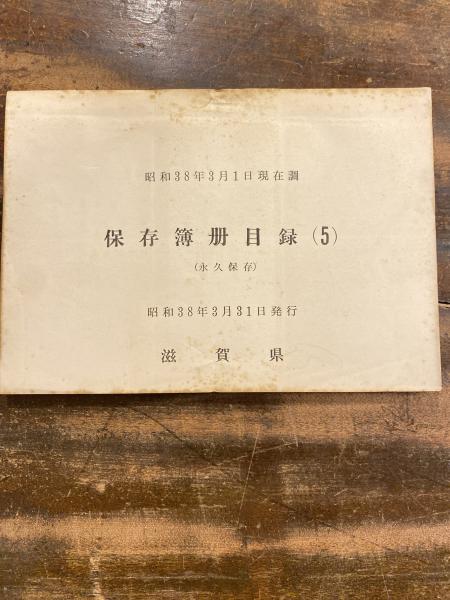 昭和38年3月1日現在調
保存簿册目録(5)
(永久保存)
昭和38年3月31日発行
滋賀県